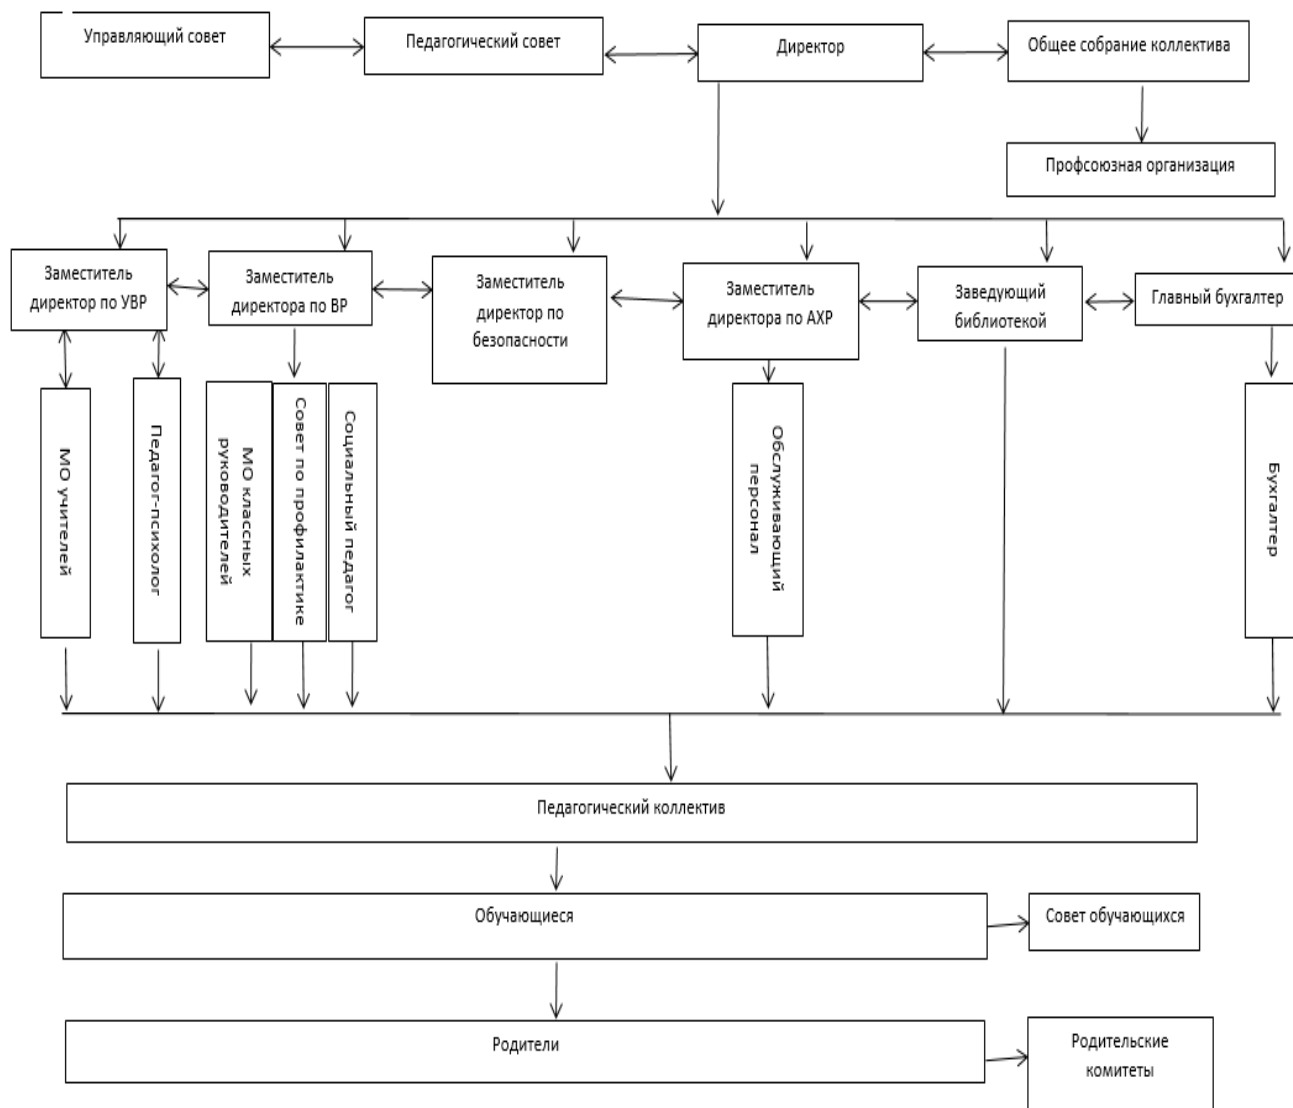 Управляющий совет
Педагогический совет
Директор
Общее собрание коллектива
Профсоюзная организация
Заместитель
директор по УВР
Заместитель
директора по ВР
Заместитель
директор по
безопасности
Заместитель
директора по АХР
Заведующий
библиотекой
Главный бухгалтер
МО учителей
Педагог-психолог
МО классных
руководителей
Совет по профилактике
Социальный педагог
Обслуживающий
персонал
Бухгалтер
Педагогический коллектив
Обучающиеся
Совет обучающихся
Родители
Родительские
комитеты